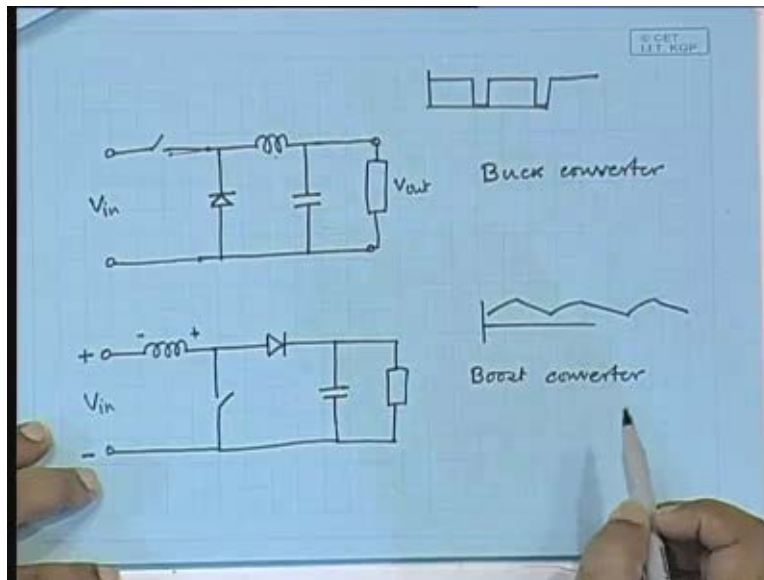 © CET
I.I.T. KGP
Vin
Vout
Buck converter
- +
+
Vin
Boost converter
-